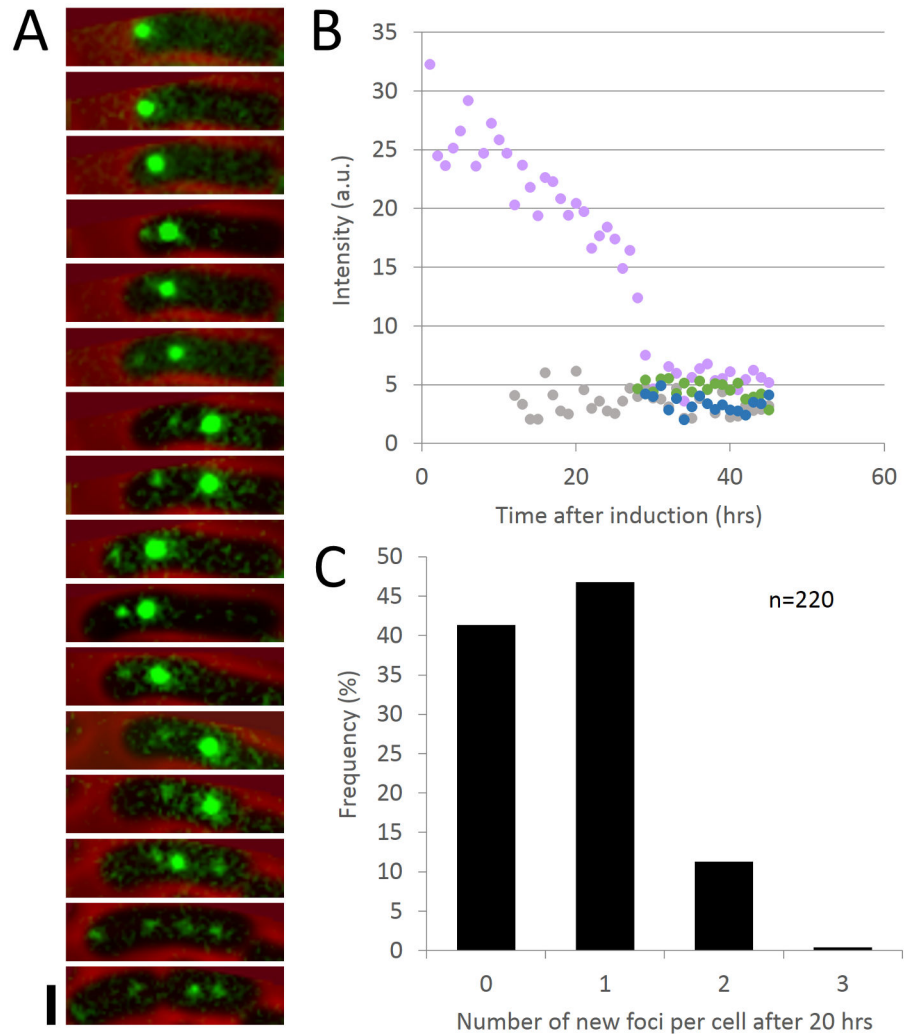 A
B
35
30
25
20
15
10
5
0
Intensity (a.u.)
0 20 40 60
Time after induction (hrs)
C
50
45
40
35
30
25
20
15
10
5
0
Frequency (%)
n=220
0 1 2 3
Number of new foci per cell after 20 hrs